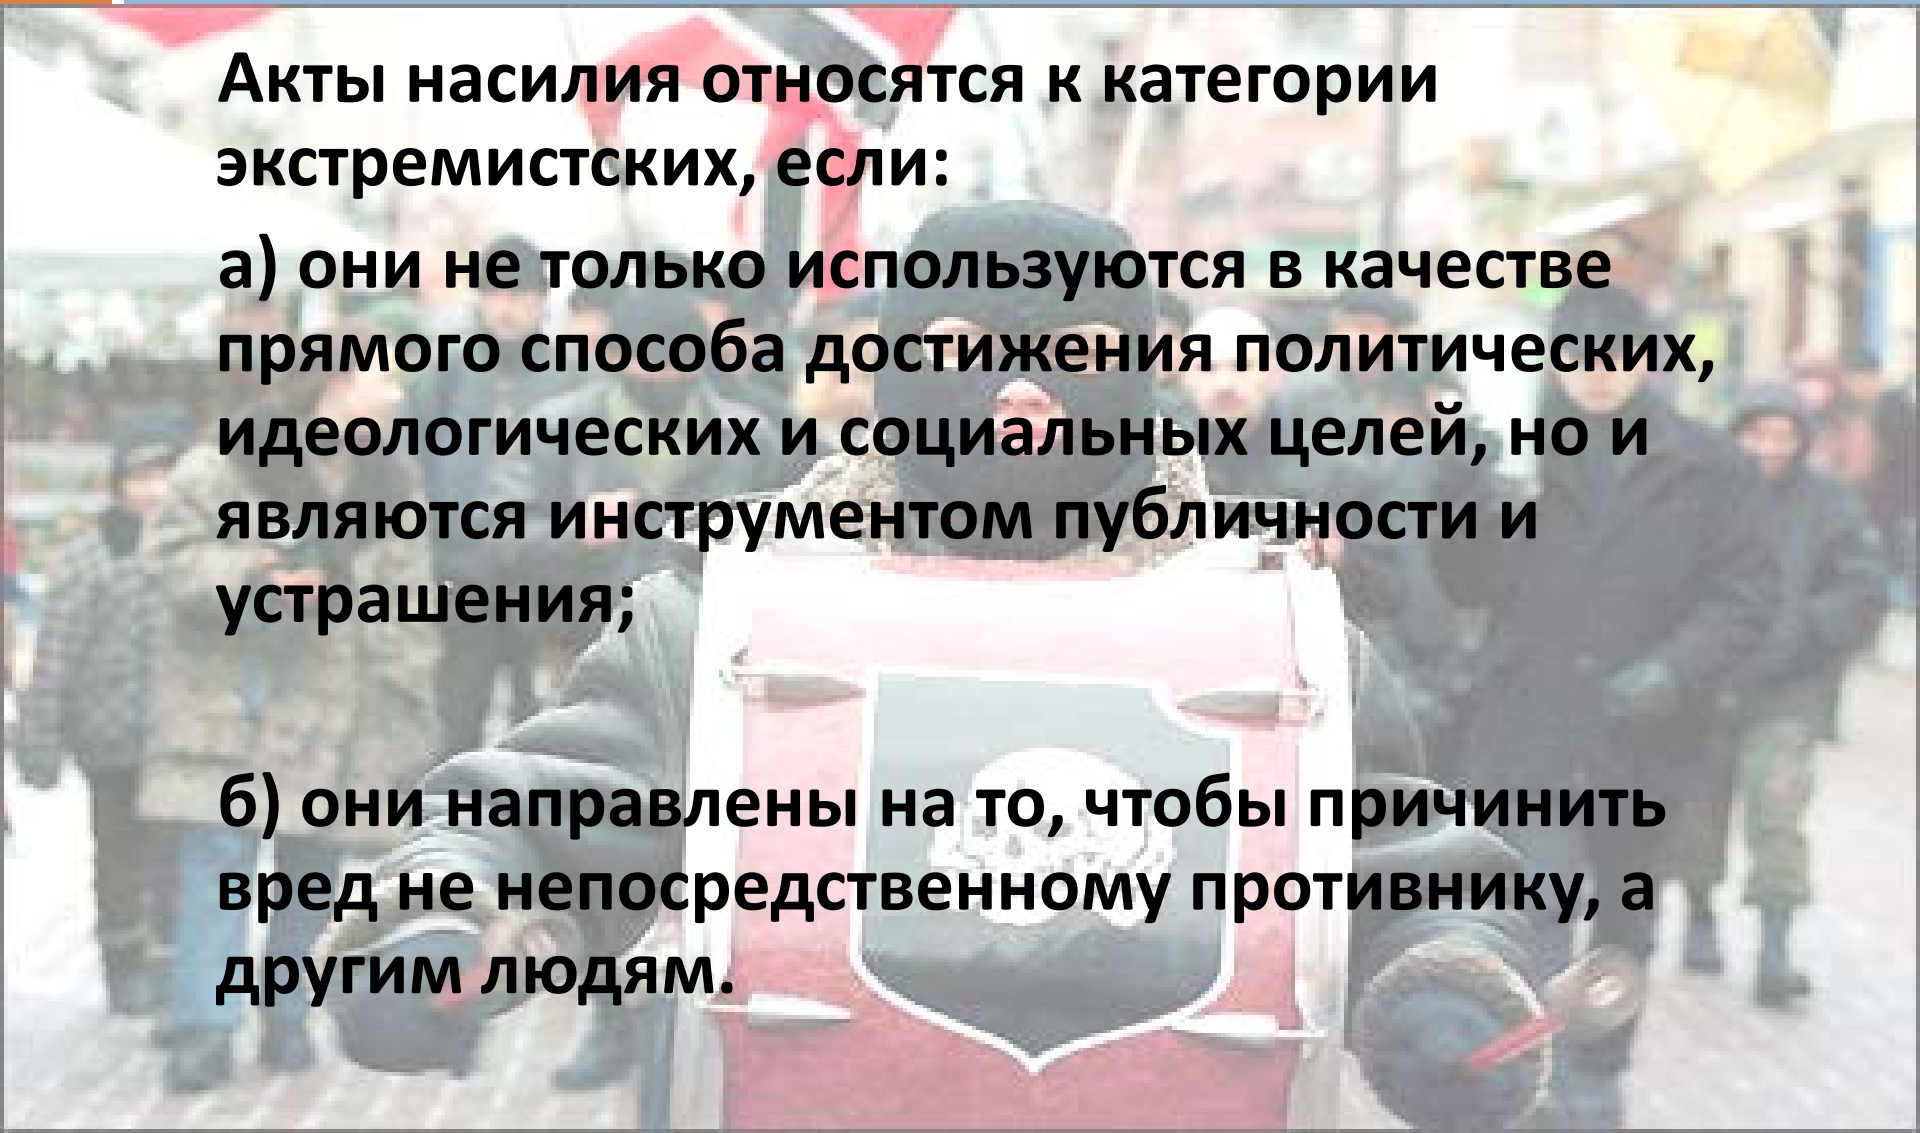 Акты насилия относятся к категории
экстремистских, если:
а) они не только используются в качестве
прямого способа достижения политических,
идеологических и социальных целей, но и
являются инструментом публичности и
устрашения;
б) они направлены на то, чтобы причинить
вред не непосредственному противнику, а
другим людям.